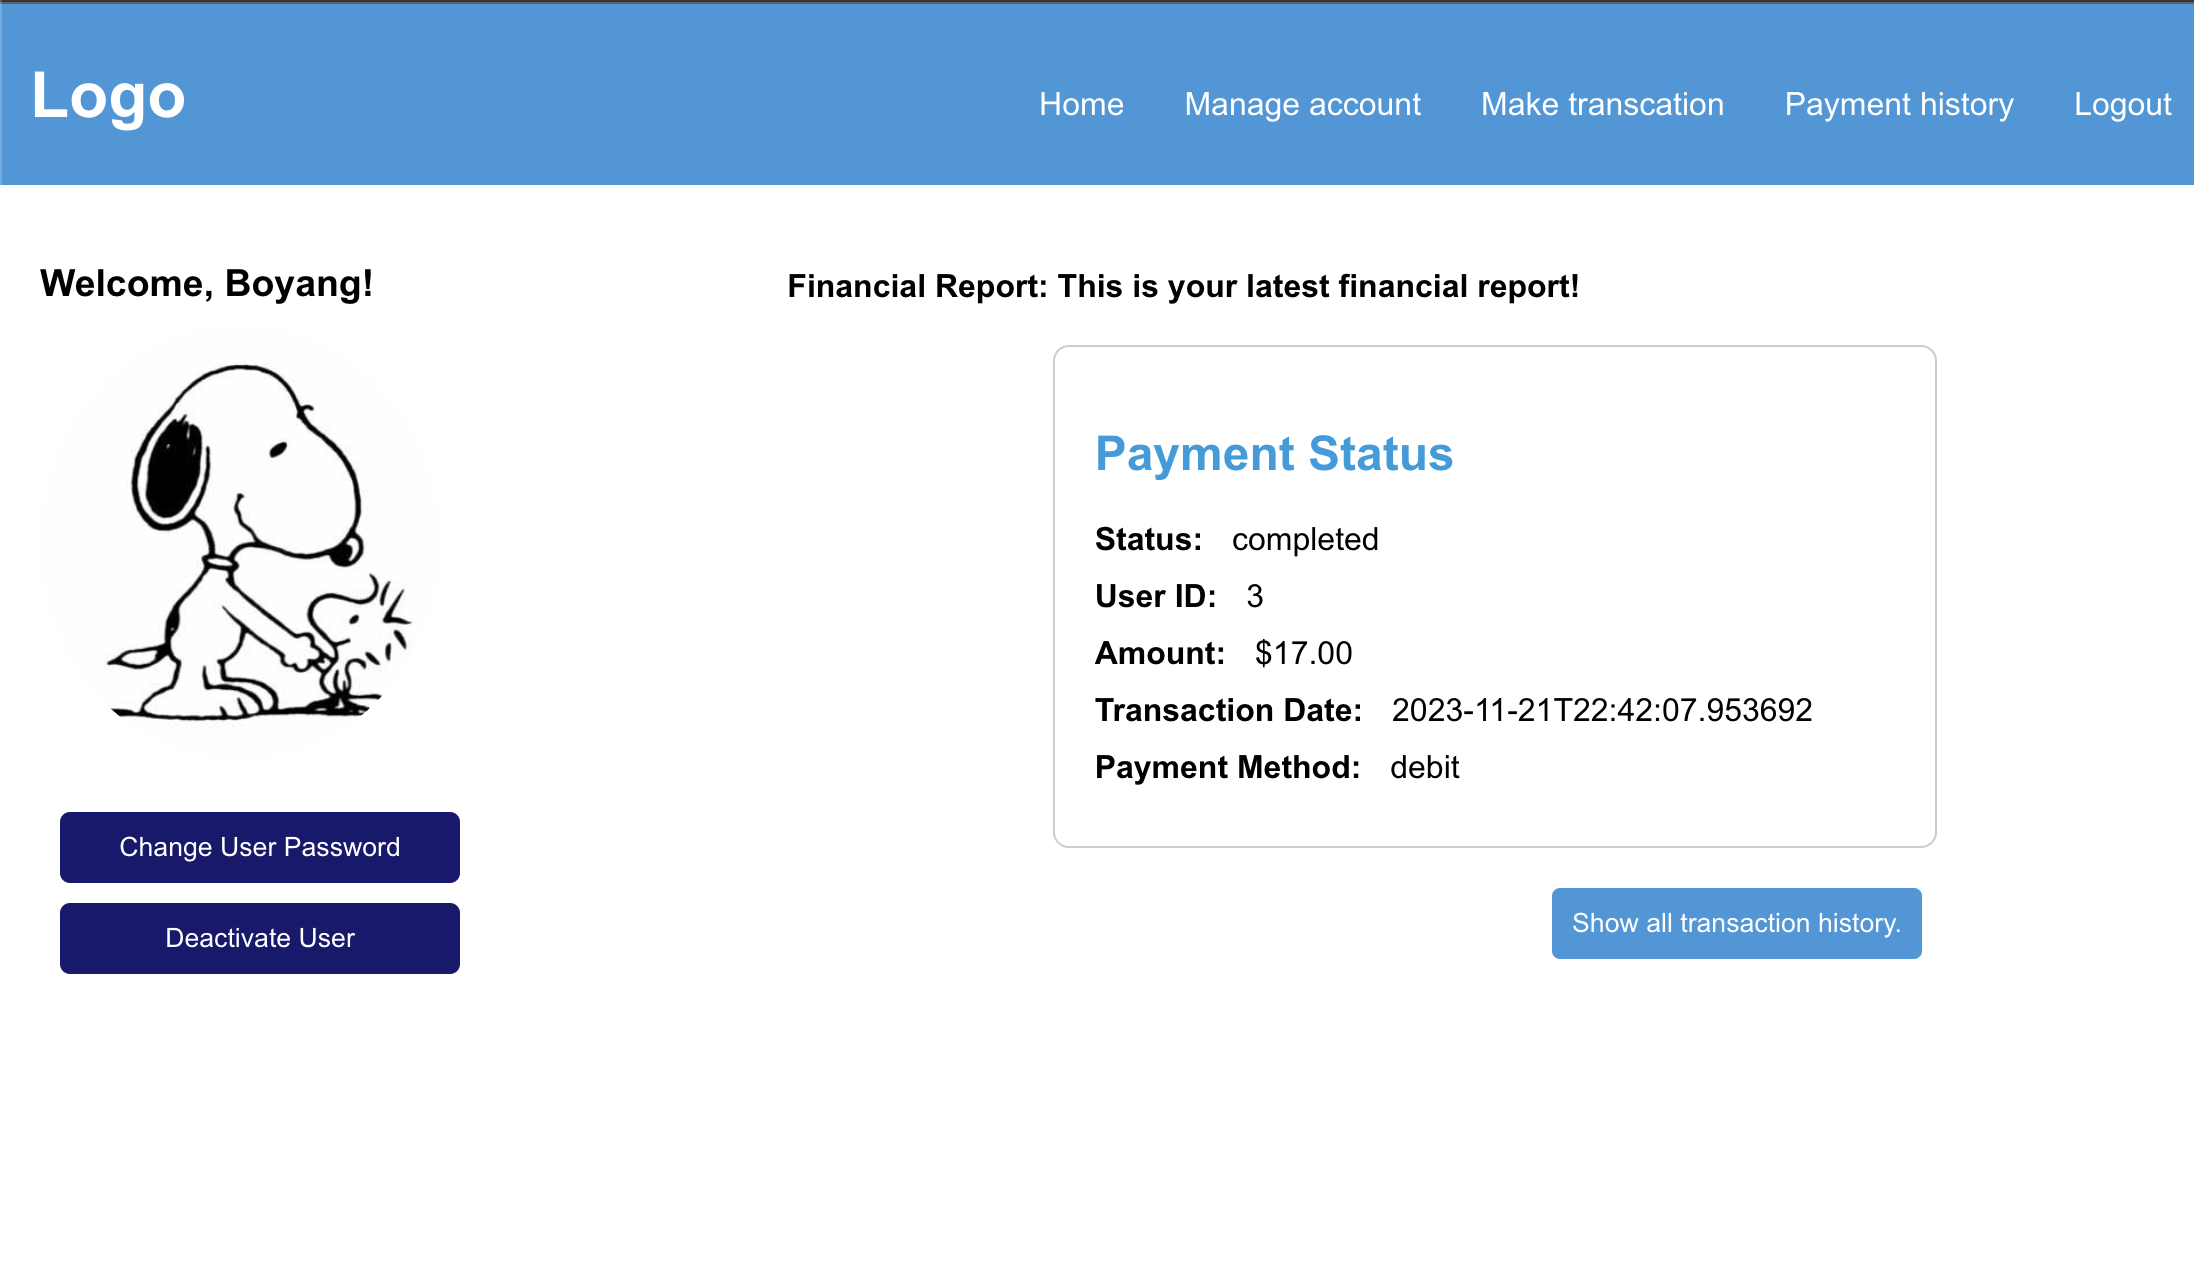 Logo
Home Manage account Make transcation Payment history Logout
Welcome, Boyang!
Financial Report: This is your latest financial report!
Payment Status
Status: completed
User ID: 3
Amount: $17.00
Transaction Date: 2023-11-21T22:42:07.953692
Payment Method: debit
Change User Password
Deactivate User
Show all transaction history.